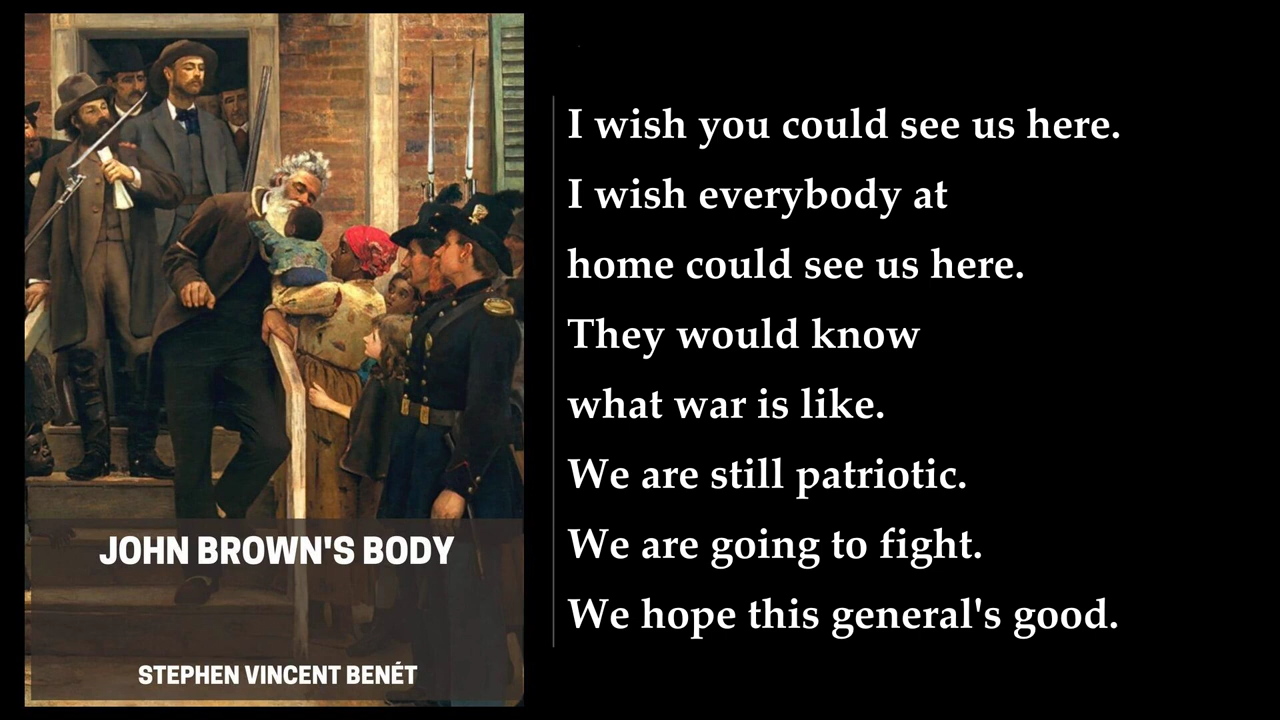 JOHN BROWN'S BODY
STEPHEN VINCENT BENÉT
I wish you could see us here.
I wish everybody at
home could see us here.
They would know
what war is like.
We are still patriotic.
We are going to fight.
We hope this general's good.